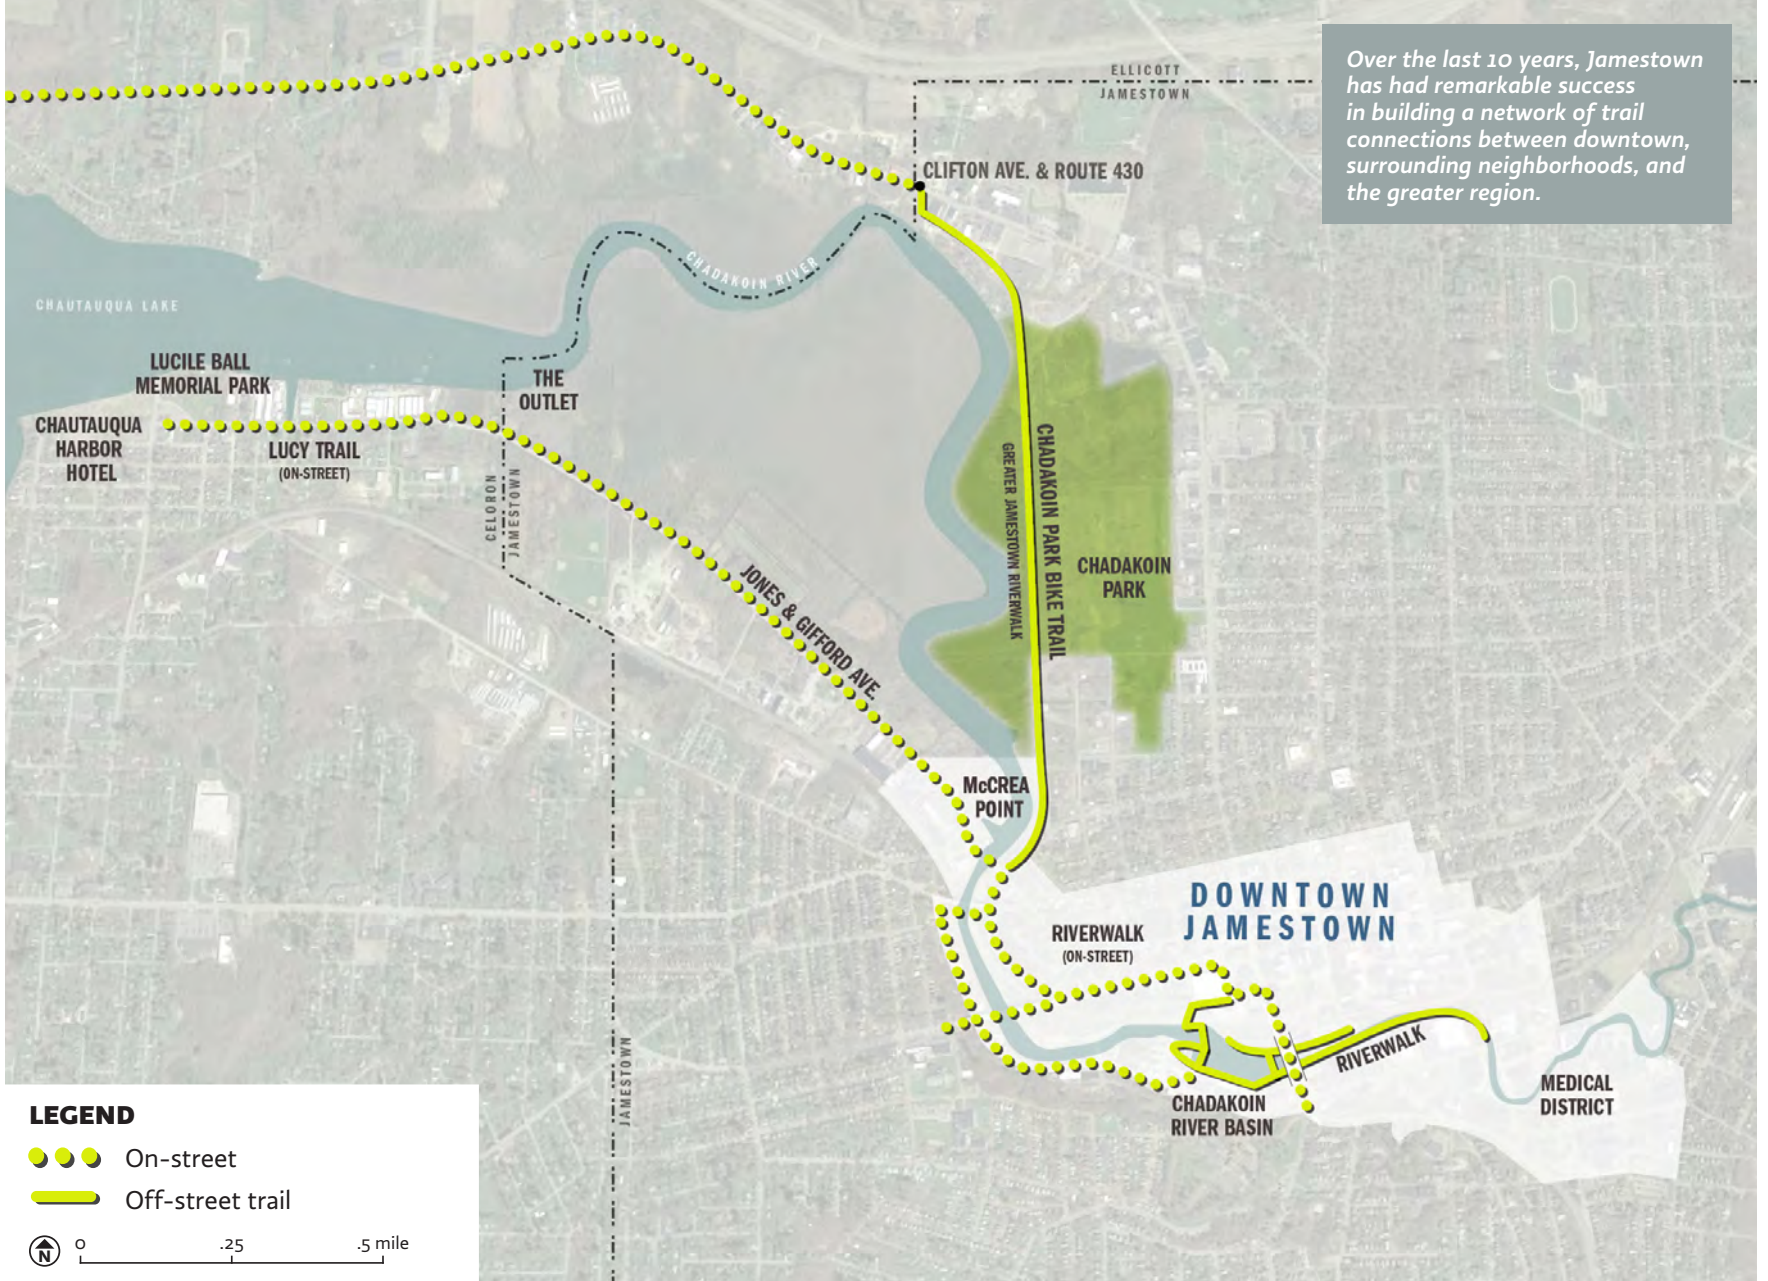 Over the last 10 years, Jamestown
has had remarkable success
in building a network of trail
connections between downtown,
surrounding neighborhoods, and
the greater region.
ELLICOTT
JAMESTOWN
CLIFTON AVE. & ROUTE 430
CHADAKOIN RIVER
CHAUTAUQUA LAKE
LUCILE BALL
MEMORIAL PARK
THE
OUTLET
CHAUTAUQUA
HARBOR
HOTEL
LUCY TRAIL
(ON-STREET)
CELORON
JAMESTOWN
CHADAKOIN PARK BIKE TRAIL
GREATER JAMESTOWN RIVERWALK
CHADAKOIN
PARK
JONES & GIFFORD AVE.
McCREA
POINT
DOWNTOWN
JAMESTOWN
RIVERWALK
(ON-STREET)
RIVERWALK
MEDICAL
DISTRICT
CHADAKOIN
RIVER BASIN
JAMESTOWN
LEGEND
On-street
Off-street trail
N
0 .25 .5 mile